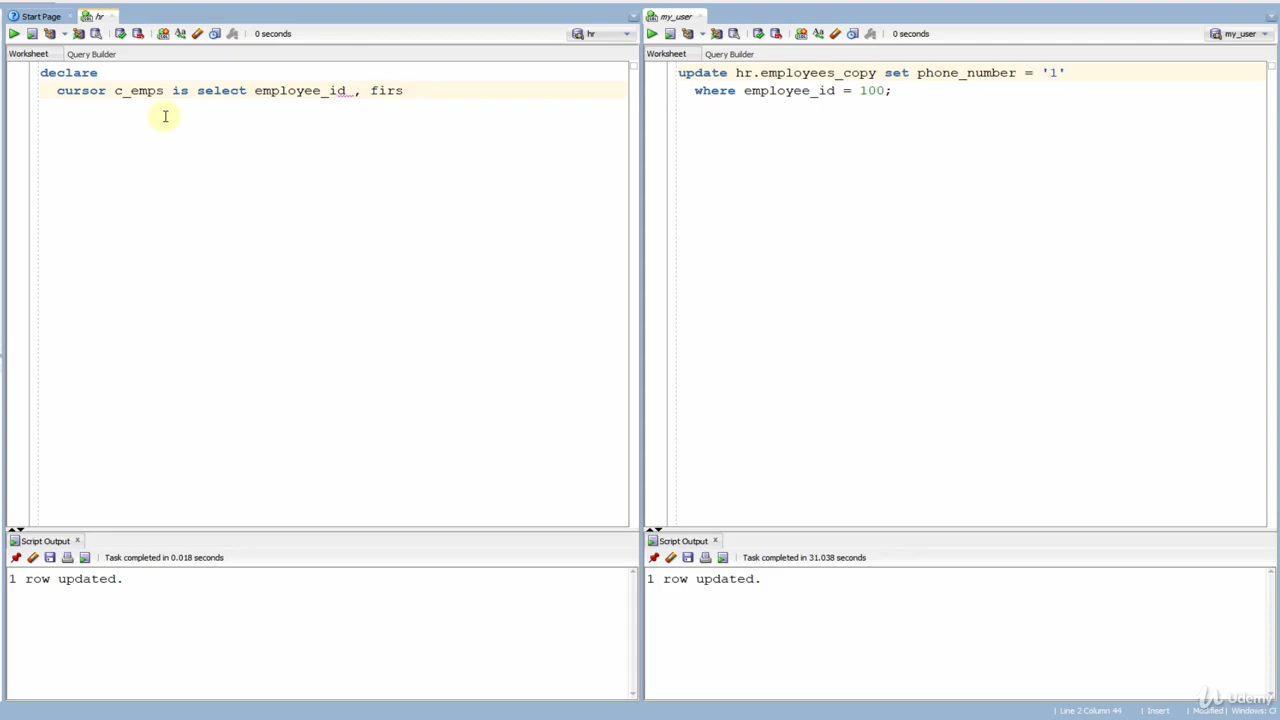 Start Page
hr
my_user
0 seconds
hr
0 seconds
my_user
Worksheet
Query Builder
Worksheet
Query Builder
declare
cursor c_emps is select employee_id , firs
update hr.employees_copy set phone_number = '1'
where employee_id = 100;
Script Output
Task completed in 0.018 seconds
1 row updated.
Script Output
Task completed in 31.038 seconds
1 row updated.
Udemy
Line 2 Column 44
Insert
Modified
Windows: C